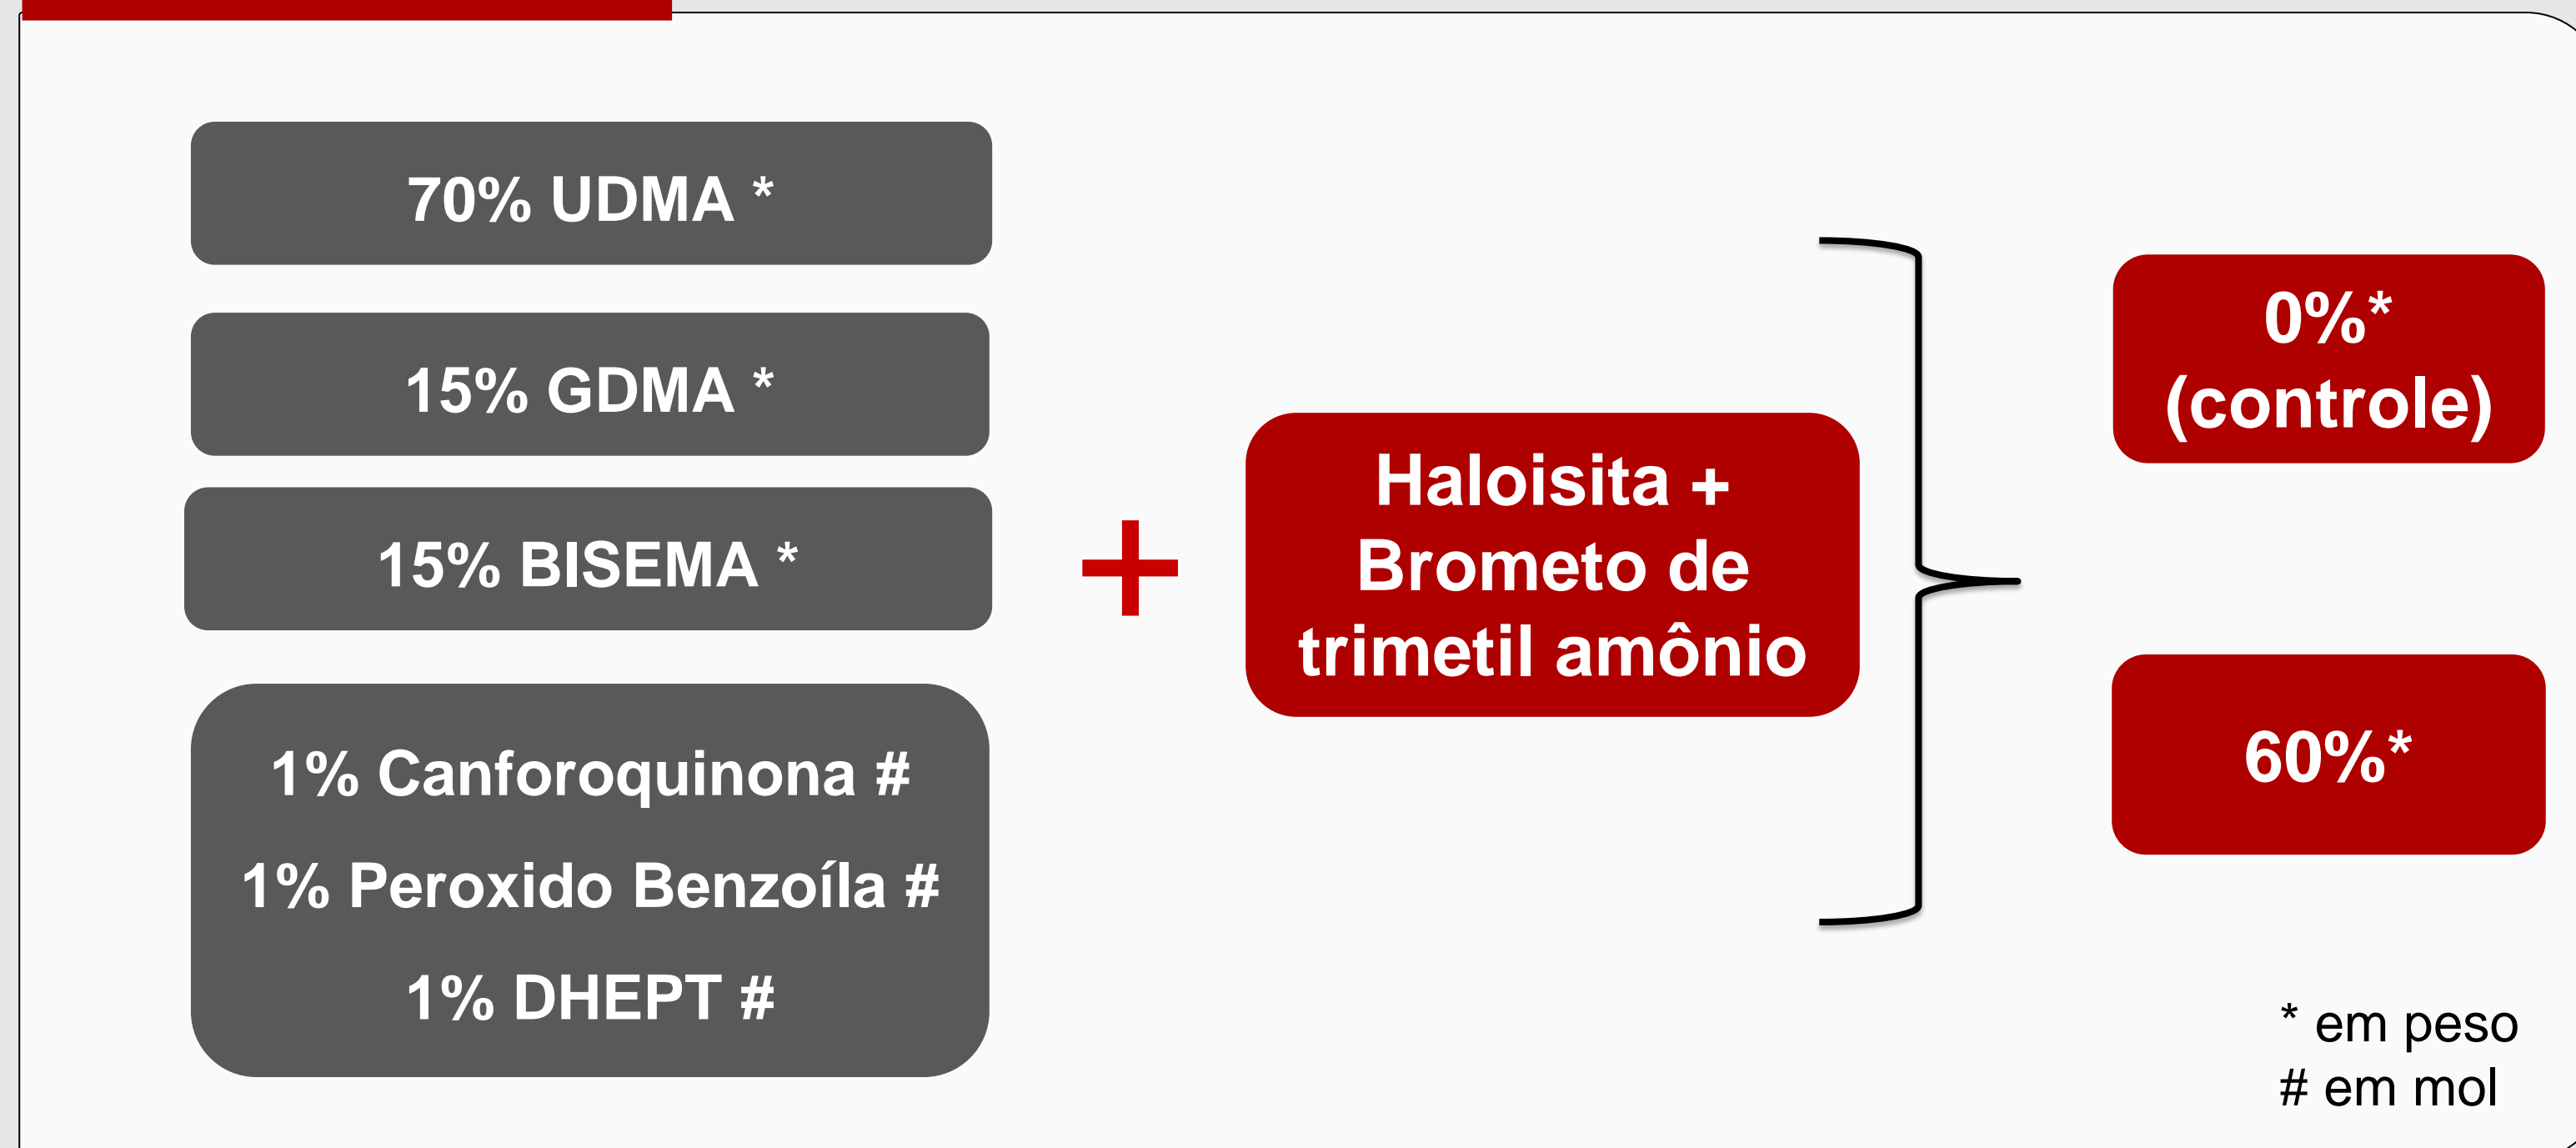 70% UDMA *
15% GDMA *
15% BISEMA *
1% Canforoquinona #
1% Peroxido Benzoíla #
1% DHEPT #
+
Haloisita +
Brometo de
trimetil amônio
0%*
(controle)
60%*
* em peso
# em mol